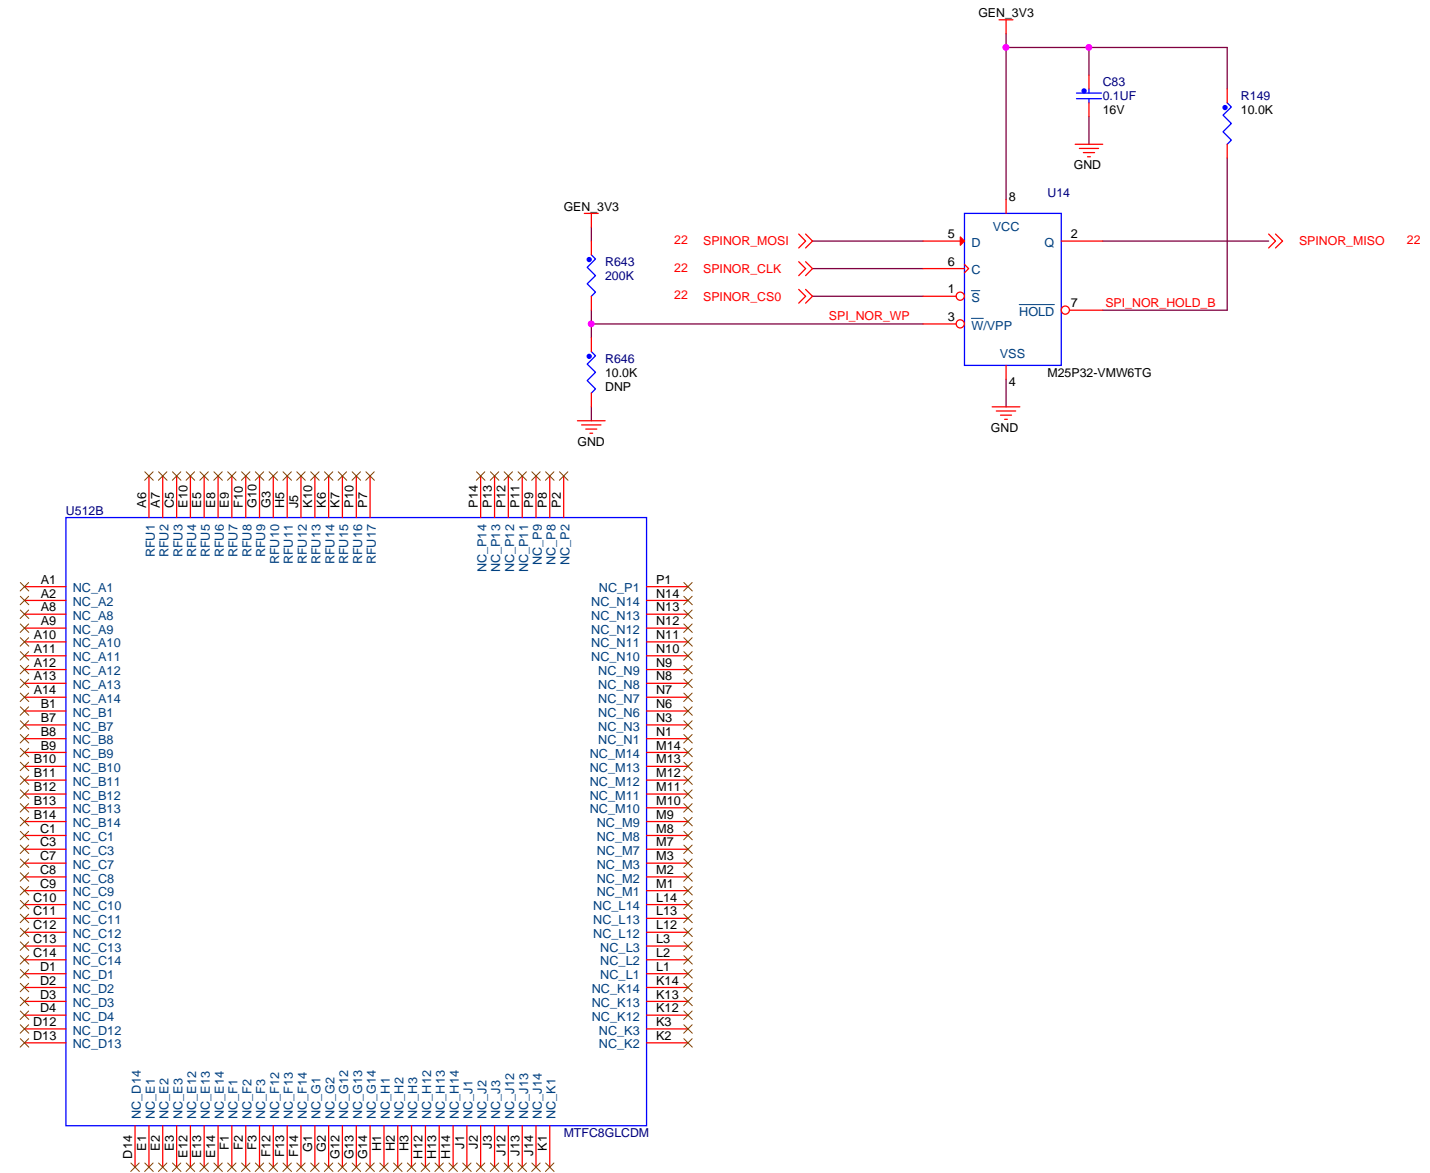 GEN_3V3
C83
0.1UF
16V
GND
R149
10.0K
U14
8
VCC
GEN_3V3
R643
200K
22 SPINOR_MOSI 5 D
Q 2 SPINOR_MISO 22
22 SPINOR_CLK 6 C
22 SPINOR_CS0 1 S
HOLD 7 SPI_NOR_HOLD_B
SPI_NOR_WP 3 W/VPP
VSS
4
M25P32-VMW6TG
GND
R646
10.0K
DNP
GND
A6 A7 C5 E10 E5 E8 E9 F10 G10 G3 H5 J5 K10 K6 K7 P10 P7
P14 P13 P12 P11 P9 P8 P2
U512B
RFU1 RFU2 RFU3 RFU4 RFU5 RFU6 RFU7 RFU8 RFU9 RFU10 RFU11 RFU12 RFU13 RFU14 RFU15 RFU16 RFU17
NC_P14 NC_P13 NC_P12 NC_P11 NC_P9 NC_P8 NC_P2
A1 NC_A1 NC_P1 P1
A2 NC_A2 NC_N14 N14
A8 NC_A8 NC_N13 N13
A9 NC_A9 NC_N12 N12
A10 NC_A10 NC_N11 N11
A11 NC_A11 NC_N10 N10
A12 NC_A12 NC_N9 N9
A13 NC_A13 NC_N8 N8
A14 NC_A14 NC_N7 N7
B1 NC_B1 NC_N6 N6
B7 NC_B7 NC_N3 N3
B8 NC_B8 NC_N1 N1
B9 NC_B9 NC_M14 M14
B10 NC_B10 NC_M13 M13
B11 NC_B11 NC_M12 M12
B12 NC_B12 NC_M11 M11
B13 NC_B13 NC_M10 M10
B14 NC_B14 NC_M9 M9
C1 NC_C1 NC_M8 M8
C3 NC_C3 NC_M7 M7
C7 NC_C7 NC_M3 M3
C8 NC_C8 NC_M2 M2
C9 NC_C9 NC_M1 M1
C10 NC_C10 NC_L14 L14
C11 NC_C11 NC_L13 L13
C12 NC_C12 NC_L12 L12
C13 NC_C13 NC_L3 L3
C14 NC_C14 NC_L2 L2
D1 NC_D1 NC_L1 L1
D2 NC_D2 NC_K14 K14
D3 NC_D3 NC_K13 K13
D4 NC_D4 NC_K12 K12
D12 NC_D12 NC_K3 K3
D13 NC_D13 NC_K2 K2
NC_D14 NC_E1 NC_E2 NC_E3 NC_E12 NC_E13 NC_E14 NC_F1 NC_F2 NC_F3 NC_F12 NC_F13 NC_F14 NC_G1 NC_G2 NC_G12 NC_G13 NC_G14 NC_H1 NC_H2 NC_H3 NC_H12 NC_H13 NC_H14 NC_J1 NC_J2 NC_J3 NC_J12 NC_J13 NC_J14 NC_K1
MTFC8GLCDM
D14 E1 E2 E3 E12 E13 E14 F1 F2 F3 F12 F13 F14 G1 G2 G12 G13 G14 H1 H2 H3 H12 H13 H14 J1 J2 J3 J12 J13 J14 K1